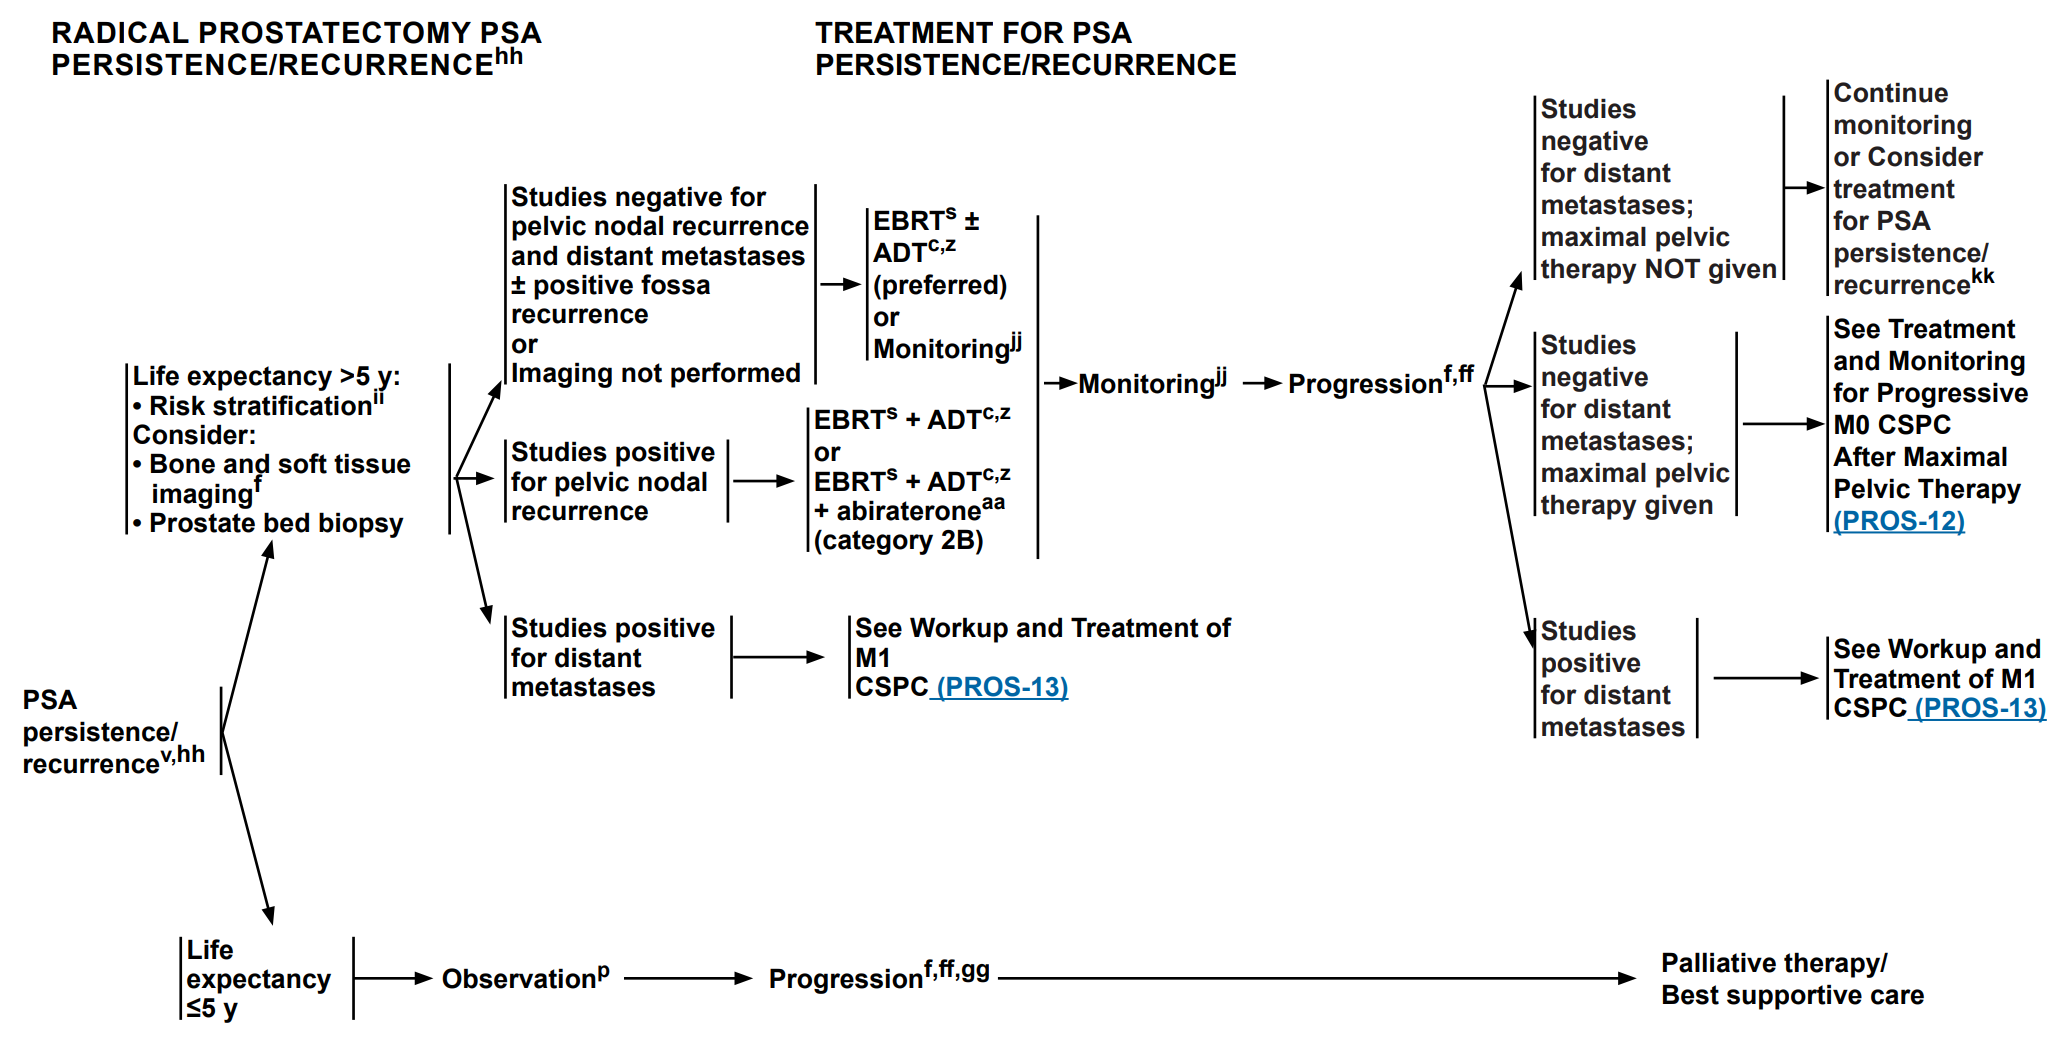 RADICAL PROSTATECTOMY PSA
PERSISTENCE/RECURRENCEhh
TREATMENT FOR PSA
PERSISTENCE/RECURRENCE
PSA
persistence/
recurrencev,hh
Life expectancy >5 y:
• Risk stratificationii
Consider:
• Bone and soft tissue
imagingf
• Prostate bed biopsy
Studies negative for
pelvic nodal recurrence
and distant metastases
± positive fossa
recurrence
or
Imaging not performed
EBRTs ±
ADTc,z
(preferred)
or
Monitoringjj
Studies positive
for pelvic nodal
recurrence
EBRTs + ADTc,z
or
EBRTs + ADTc,z
+ abirateroneaa
(category 2B)
Studies positive
for distant
metastases
See Workup and Treatment of
M1
CSPC (PROS-13)
Monitoringjj
Progressionf,ff
Studies
negative
for distant
metastases;
maximal pelvic
therapy NOT given
Continue
monitoring
or Consider
treatment
for PSA
persistence/
recurrencekk
Studies
negative
for distant
metastases;
maximal pelvic
therapy given
See Treatment
and Monitoring
for Progressive
M0 CSPC
After Maximal
Pelvic Therapy
(PROS-12)
Studies
positive
for distant
metastases
See Workup and
Treatment of M1
CSPC (PROS-13)
Life
expectancy
≤5 y
Observationp
Progressionf,ff,gg
Palliative therapy/
Best supportive care